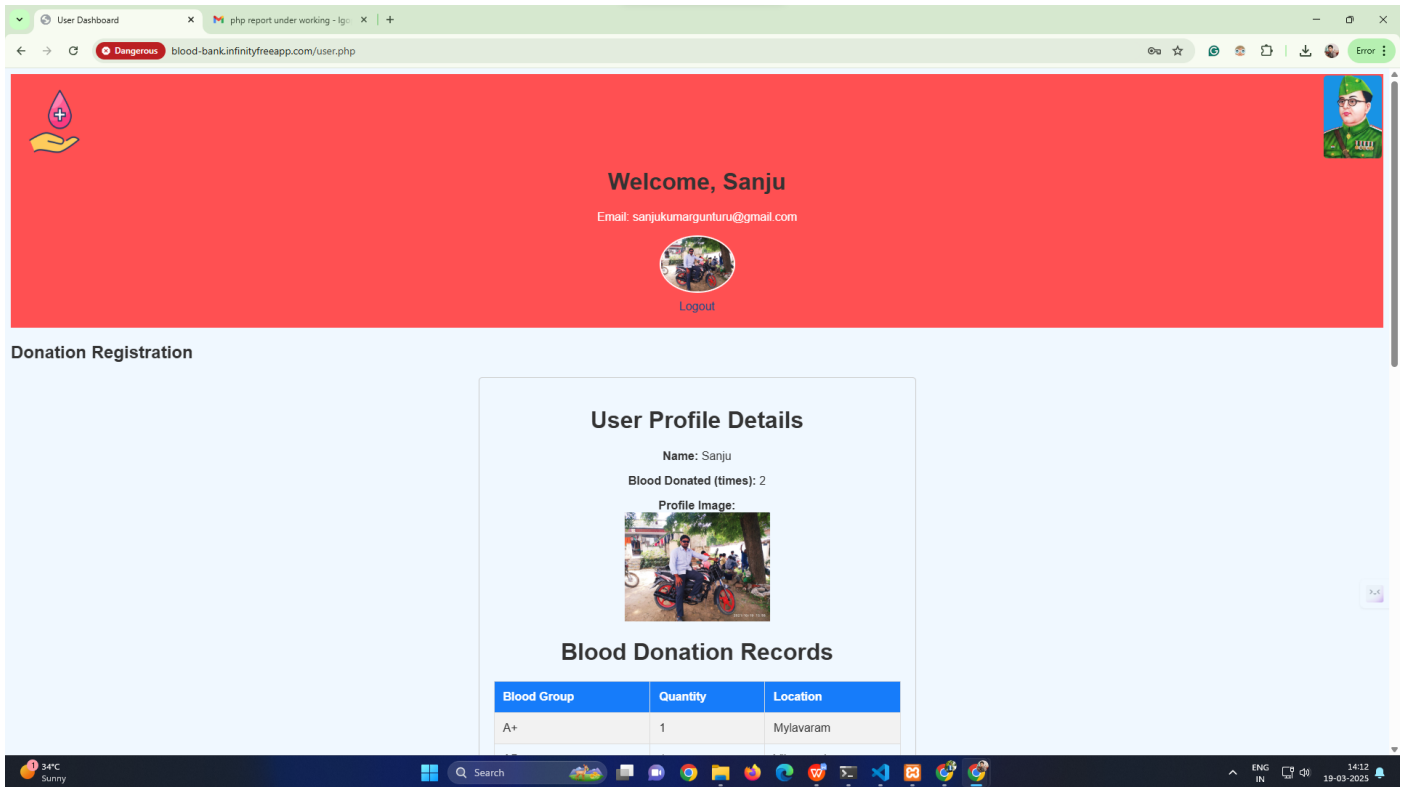 User Dashboard
php report under working - lgo
Dangerous
blood-bank.infinityfreeapp.com/user.php
Error
Welcome, Sanju
Email: sanjukumargunturu@gmail.com
Logout
Donation Registration
User Profile Details
Name: Sanju
Blood Donated (times): 2
Profile Image:
Blood Donation Records
Blood Group Quantity Location
A+ 1 Mylavaram
1
34°C
Sunny
Search
ENG
IN
14:12
19-03-2025